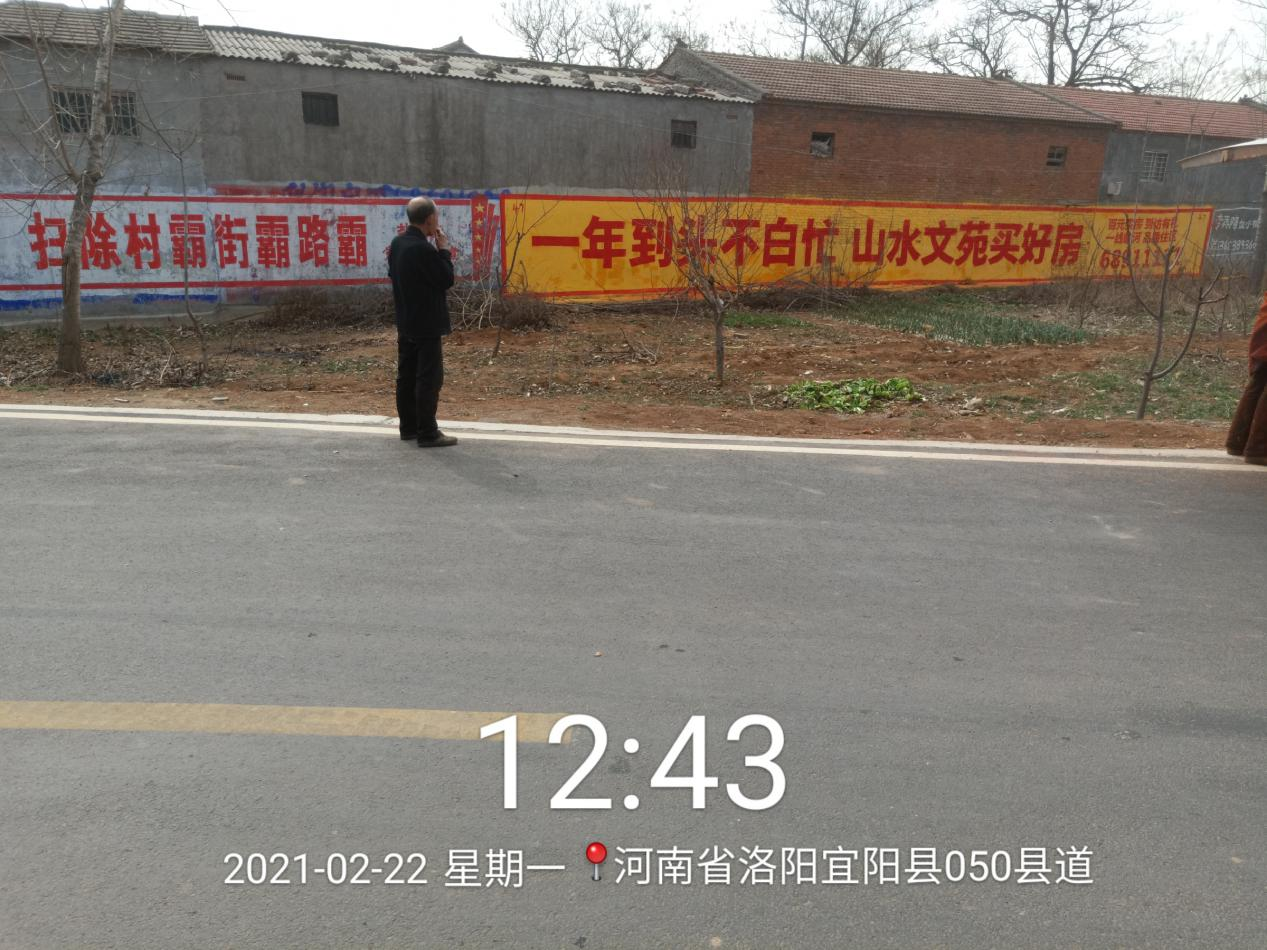 扫除村霸街霸路霸
一年到头不白忙 山水文苑买好房
12:43
2021-02-22 星期一 河南省洛阳宜阳县050县道